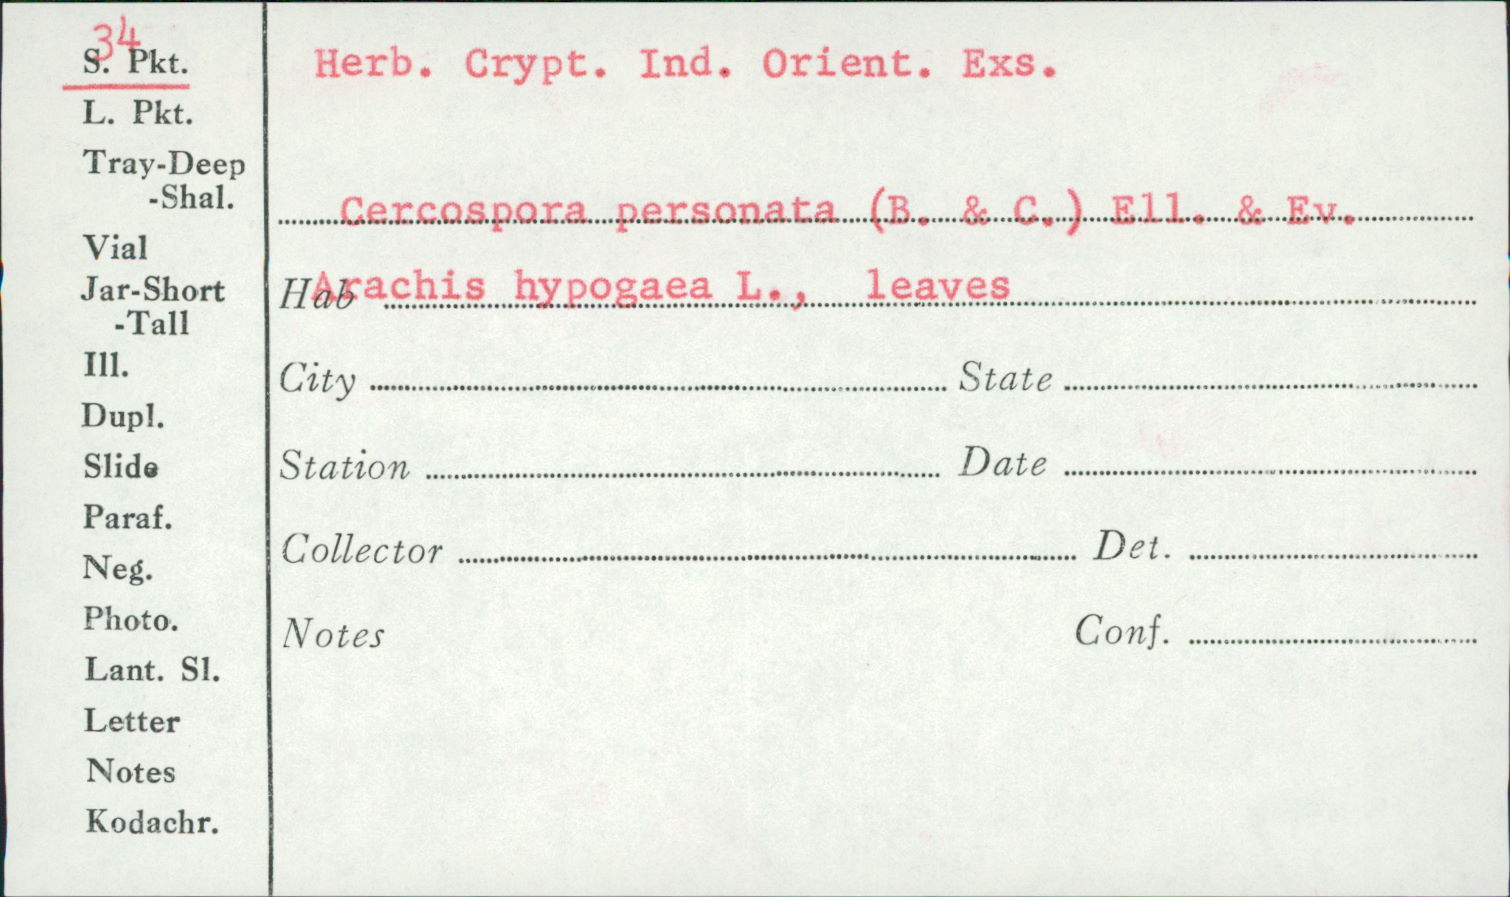 34
S. Pkt.
L. Pkt.
Tray-Deep
-Shal.
Vial
Jar-Short
-Tall
Ill.
Dupl.
Slide
Paraf.
Neg.
Photo.
Lant. Sl.
Letter
Notes
Kodachr.
Herb. Crypt. Ind. Orient. Exs.
Cercospora personata (B. & C.) Ell. & Ev.
Hab Arachis hypogaea L., leaves
City State
Station Date
Collector Det.
Notes Conf.